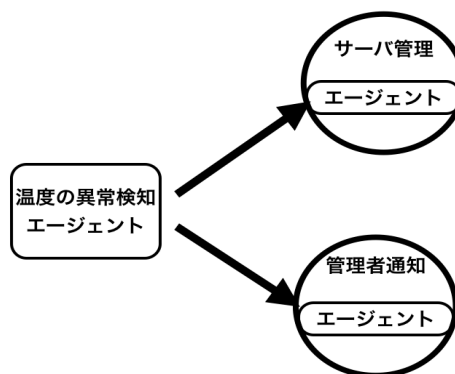 サーバ管理
エージェント
温度の異常検知
エージェント
管理者通知
エージェント